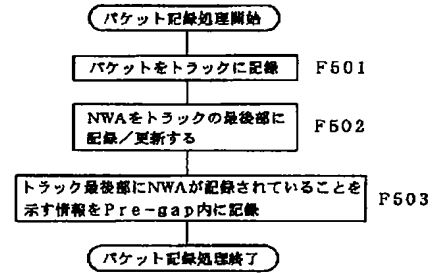 パケット記録処理開始
パケットをトラックに記録 F501
NWAをトラックの最後部に
記録／更新する F502
トラック最後部にNWAが記録されていることを
示す情報をPre-gap内に記録 F503
パケット記録処理終了